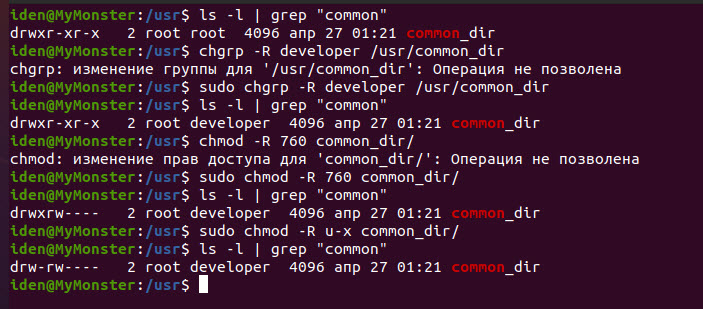 iden@MyMonster:/usr$ ls -l | grep "common"
drwxr-xr-x   2 root root  4096 апр 27 01:21 common_dir
iden@MyMonster:/usr$ chgrp -R developer /usr/common_dir
chgrp: изменение группы для '/usr/common_dir': Операция не позволена
iden@MyMonster:/usr$ sudo chgrp -R developer /usr/common_dir
iden@MyMonster:/usr$ ls -l | grep "common"
drwxr-xr-x   2 root developer  4096 апр 27 01:21 common_dir
iden@MyMonster:/usr$ chmod -R 760 common_dir/
chmod: изменение прав доступа для 'common_dir/': Операция не позволена
iden@MyMonster:/usr$ sudo chmod -R 760 common_dir/
iden@MyMonster:/usr$ ls -l | grep "common"
drwxrw----   2 root developer  4096 апр 27 01:21 common_dir
iden@MyMonster:/usr$ sudo chmod -R u-x common_dir/
iden@MyMonster:/usr$ ls -l | grep "common"
drw-rw----   2 root developer  4096 апр 27 01:21 common_dir
iden@MyMonster:/usr$